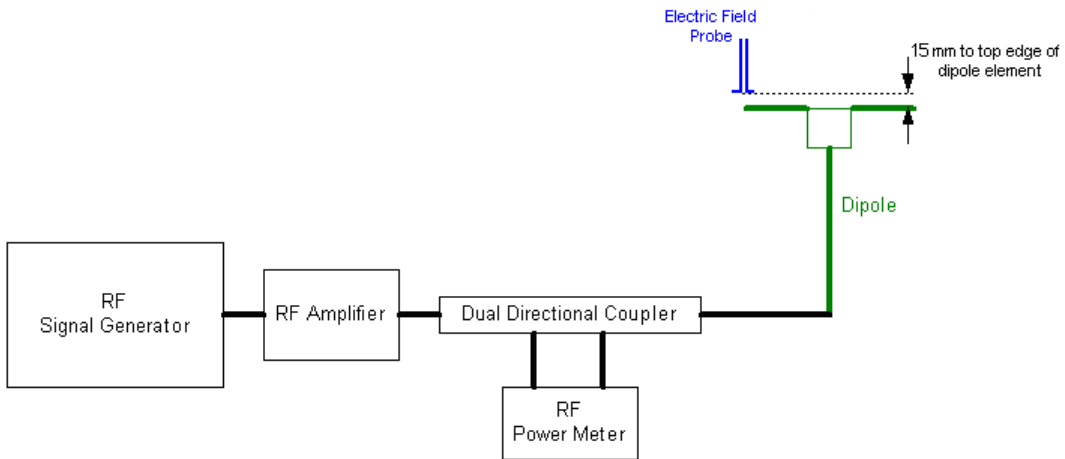 Electric Field
Probe
15 mm to top edge of
dipole element
Dipole
RF
Signal Generator
RF Amplifier
Dual Directional Coupler
RF
Power Meter